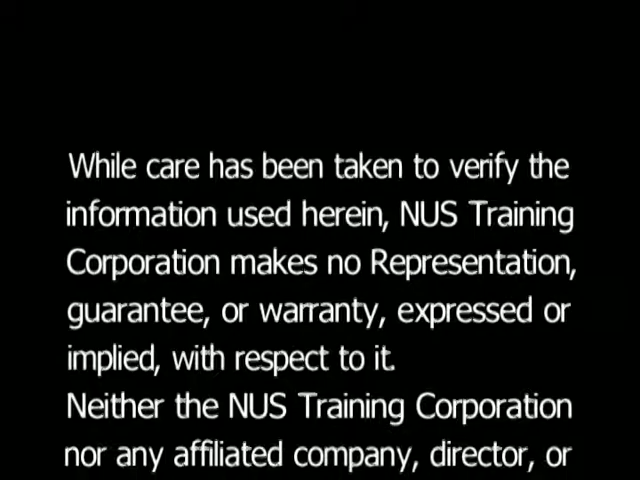 While care has been taken to verify the
information used herein, NUS Training
Corporation makes no Representation,
guarantee, or warranty, expressed or
implied, with respect to it.
Neither the NUS Training Corporation
nor any affiliated company, director, or